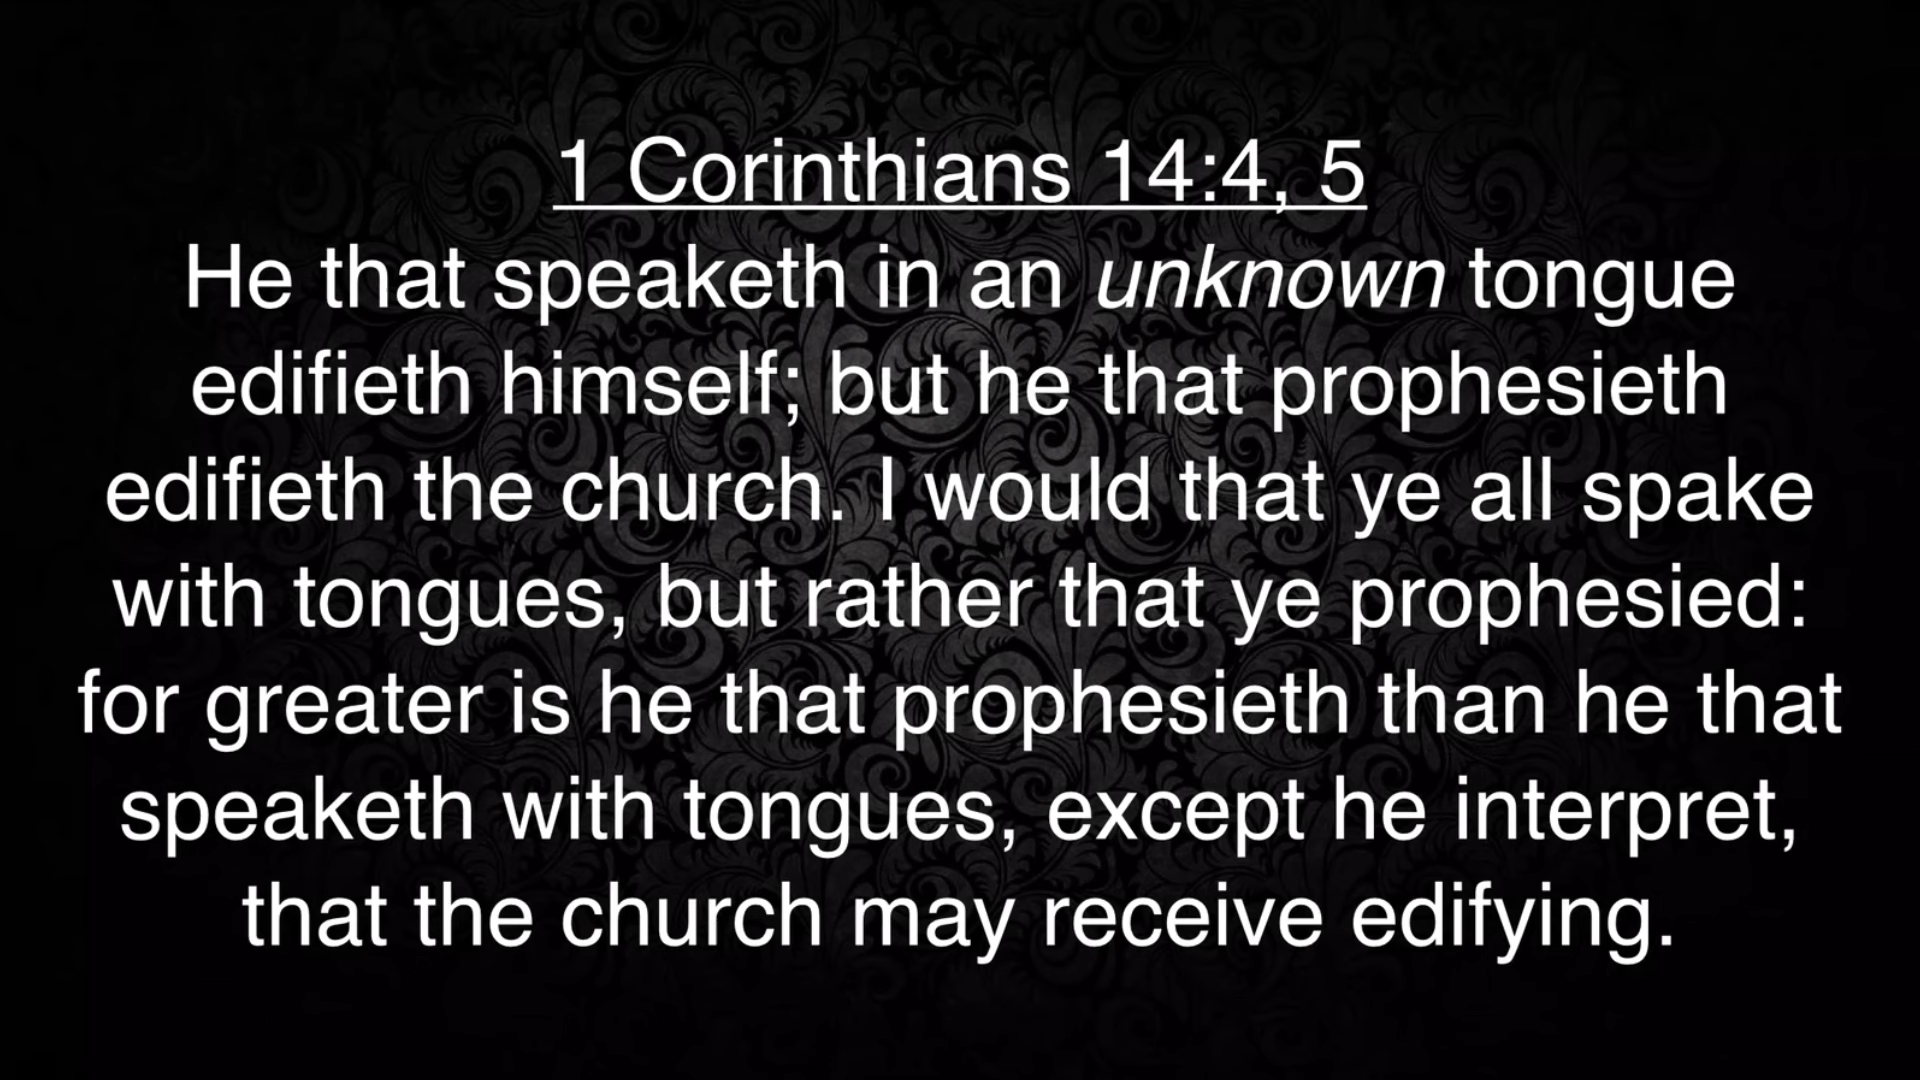 1 Corinthians 14:4, 5
He that speaketh in an unknown tongue
edifieth himself; but he that prophesieth
edifieth the church. I would that ye all spake
with tongues, but rather that ye prophesied:
for greater is he that prophesieth than he that
speaketh with tongues, except he interpret,
that the church may receive edifying.